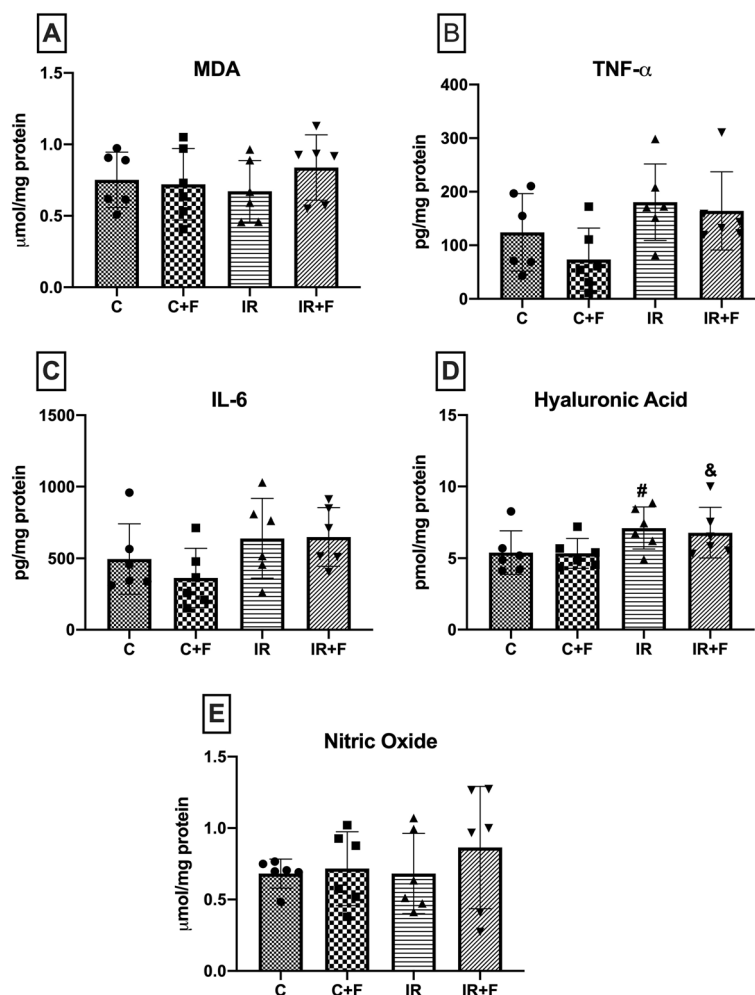 A
MDA
μmol/mg protein
1.5
1.0
0.5
0.0
C C+F IR IR+F
B
TNF-α
pg/mg protein
400
300
200
100
0
C C+F IR IR+F
C
IL-6
pg/mg protein
1500
1000
500
0
C C+F IR IR+F
D
Hyaluronic Acid
pmol/mg protein
15
10
5
0
# &
C C+F IR IR+F
E
Nitric Oxide
μmol/mg protein
1.5
1.0
0.5
0.0
C C+F IR IR+F